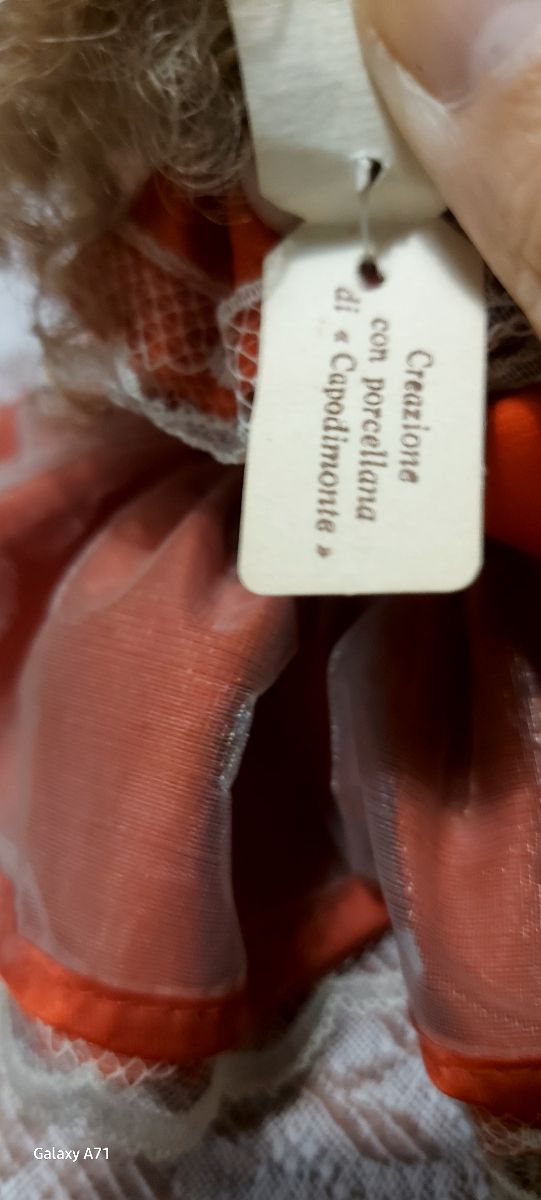 Creazione
con porcellana
di « Capodimonte »
Galaxy A71